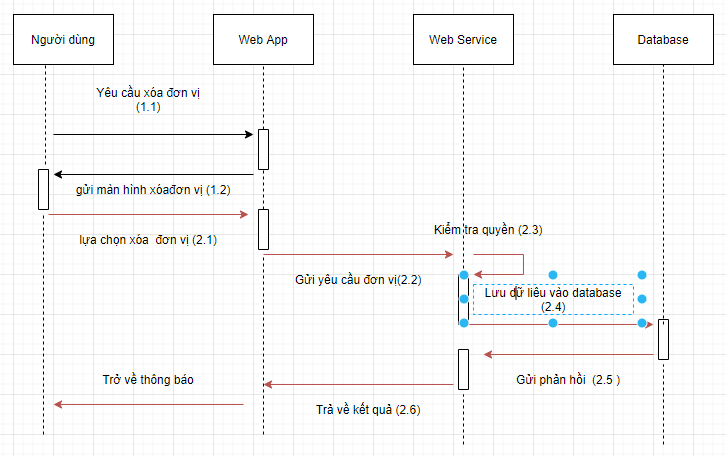 Người dùng
Web App
Web Service
Database
Yêu cầu xóa đơn vị
(1.1)
gửi màn hình xóađơn vị (1.2)
lựa chọn xóa đơn vị (2.1)
Kiểm tra quyền (2.3)
Gửi yêu cầu đơn vị(2.2)
Lưu dữ liêu vào database
(2.4)
Gửi phản hồi (2.5 )
Trở về thông báo
Trả về kết quả (2.6)